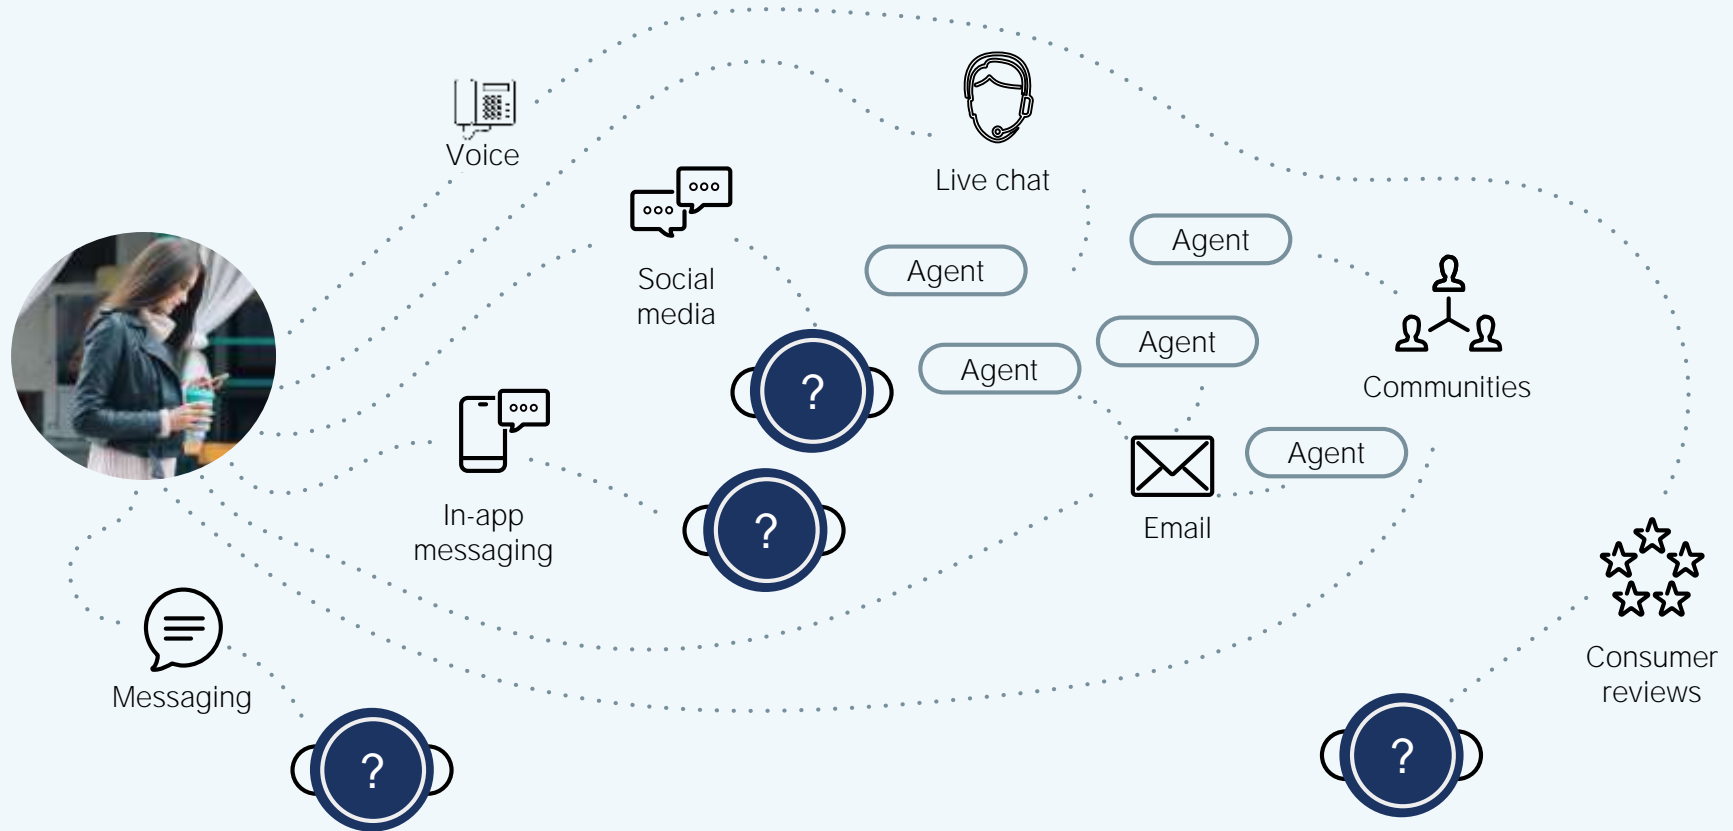 Voice
Live chat
Social
media
Agent
Agent
Agent
Agent
Communities
?
In-app
messaging
?
Email
Agent
Messaging
?
Consumer
reviews
?